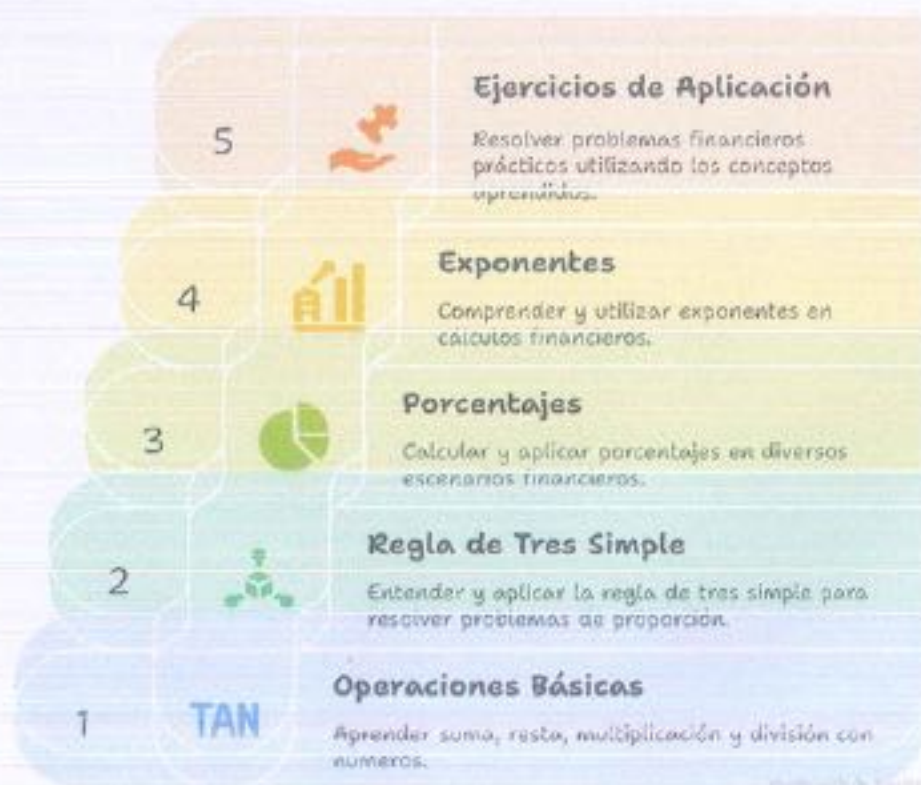 5
Ejercicios de Aplicación
Resolver problemas financieros
prácticos utilizando los conceptos
aprendidos.
4
Exponentes
Comprender y utilizar exponentes en
cálculos financieros.
3
Porcentajes
Calcular y aplicar porcentajes en diversos
escenarios financieros.
2
Regla de Tres Simple
Entender y aplicar la regla de tres simple para
resolver problemas de proporción.
1
TAN
Operaciones Básicas
Aprender suma, resta, multiplicación y división con
números.